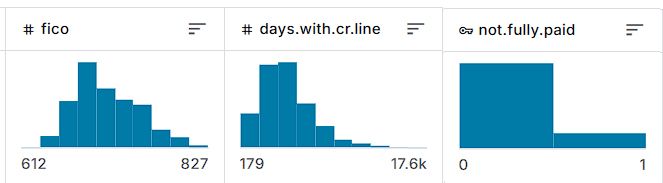 # fico
# days.with.cr.line
not.fully.paid
612 827
179 17.6k
0 1